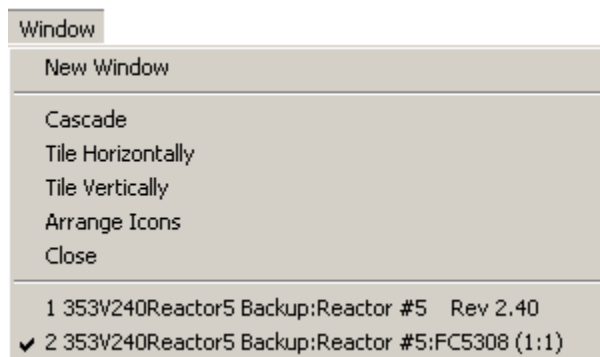 Window
New Window
Cascade
Tile Horizontally
Tile Vertically
Arrange Icons
Close
1 353V240Reactor5 Backup:Reactor #5 Rev 2.40
✔ 2 353V240Reactor5 Backup:Reactor #5:FC5308 (1:1)